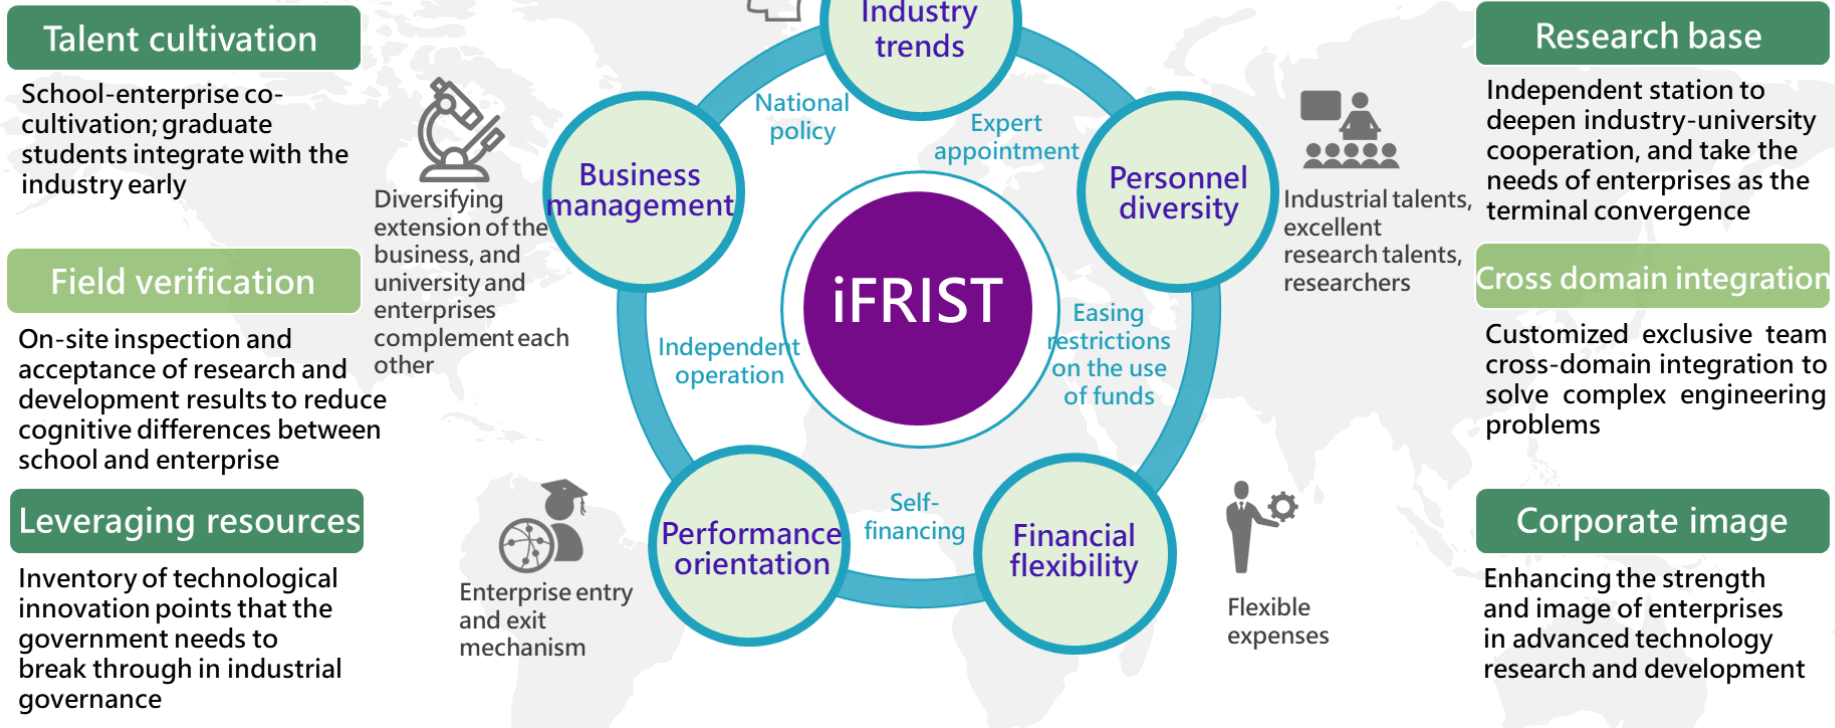 Talent cultivation
School-enterprise co-
cultivation; graduate
students integrate with the
industry early
Field verification
On-site inspection and
acceptance of research and
development results to reduce
cognitive differences between
school and enterprise
Leveraging resources
Inventory of technological
innovation points that the
government needs to
break through in industrial
governance
Diversifying
extension of the
business, and
university and
enterprises
complement each
other
Enterprise entry
and exit
mechanism
Industry
trends
Business
management
Personnel
diversity
Performance
orientation
Financial
flexibility
National
policy
Expert
appointment
Independent
operation
Easing
restrictions
on the use
of funds
Self-
financing
iFRIST
Industrial talents,
excellent
research talents,
researchers
Flexible
expenses
Research base
Independent station to
deepen industry-university
cooperation, and take the
needs of enterprises as the
terminal convergence
Cross domain integration
Customized exclusive team
cross-domain integration to
solve complex engineering
problems
Corporate image
Enhancing the strength
and image of enterprises
in advanced technology
research and development